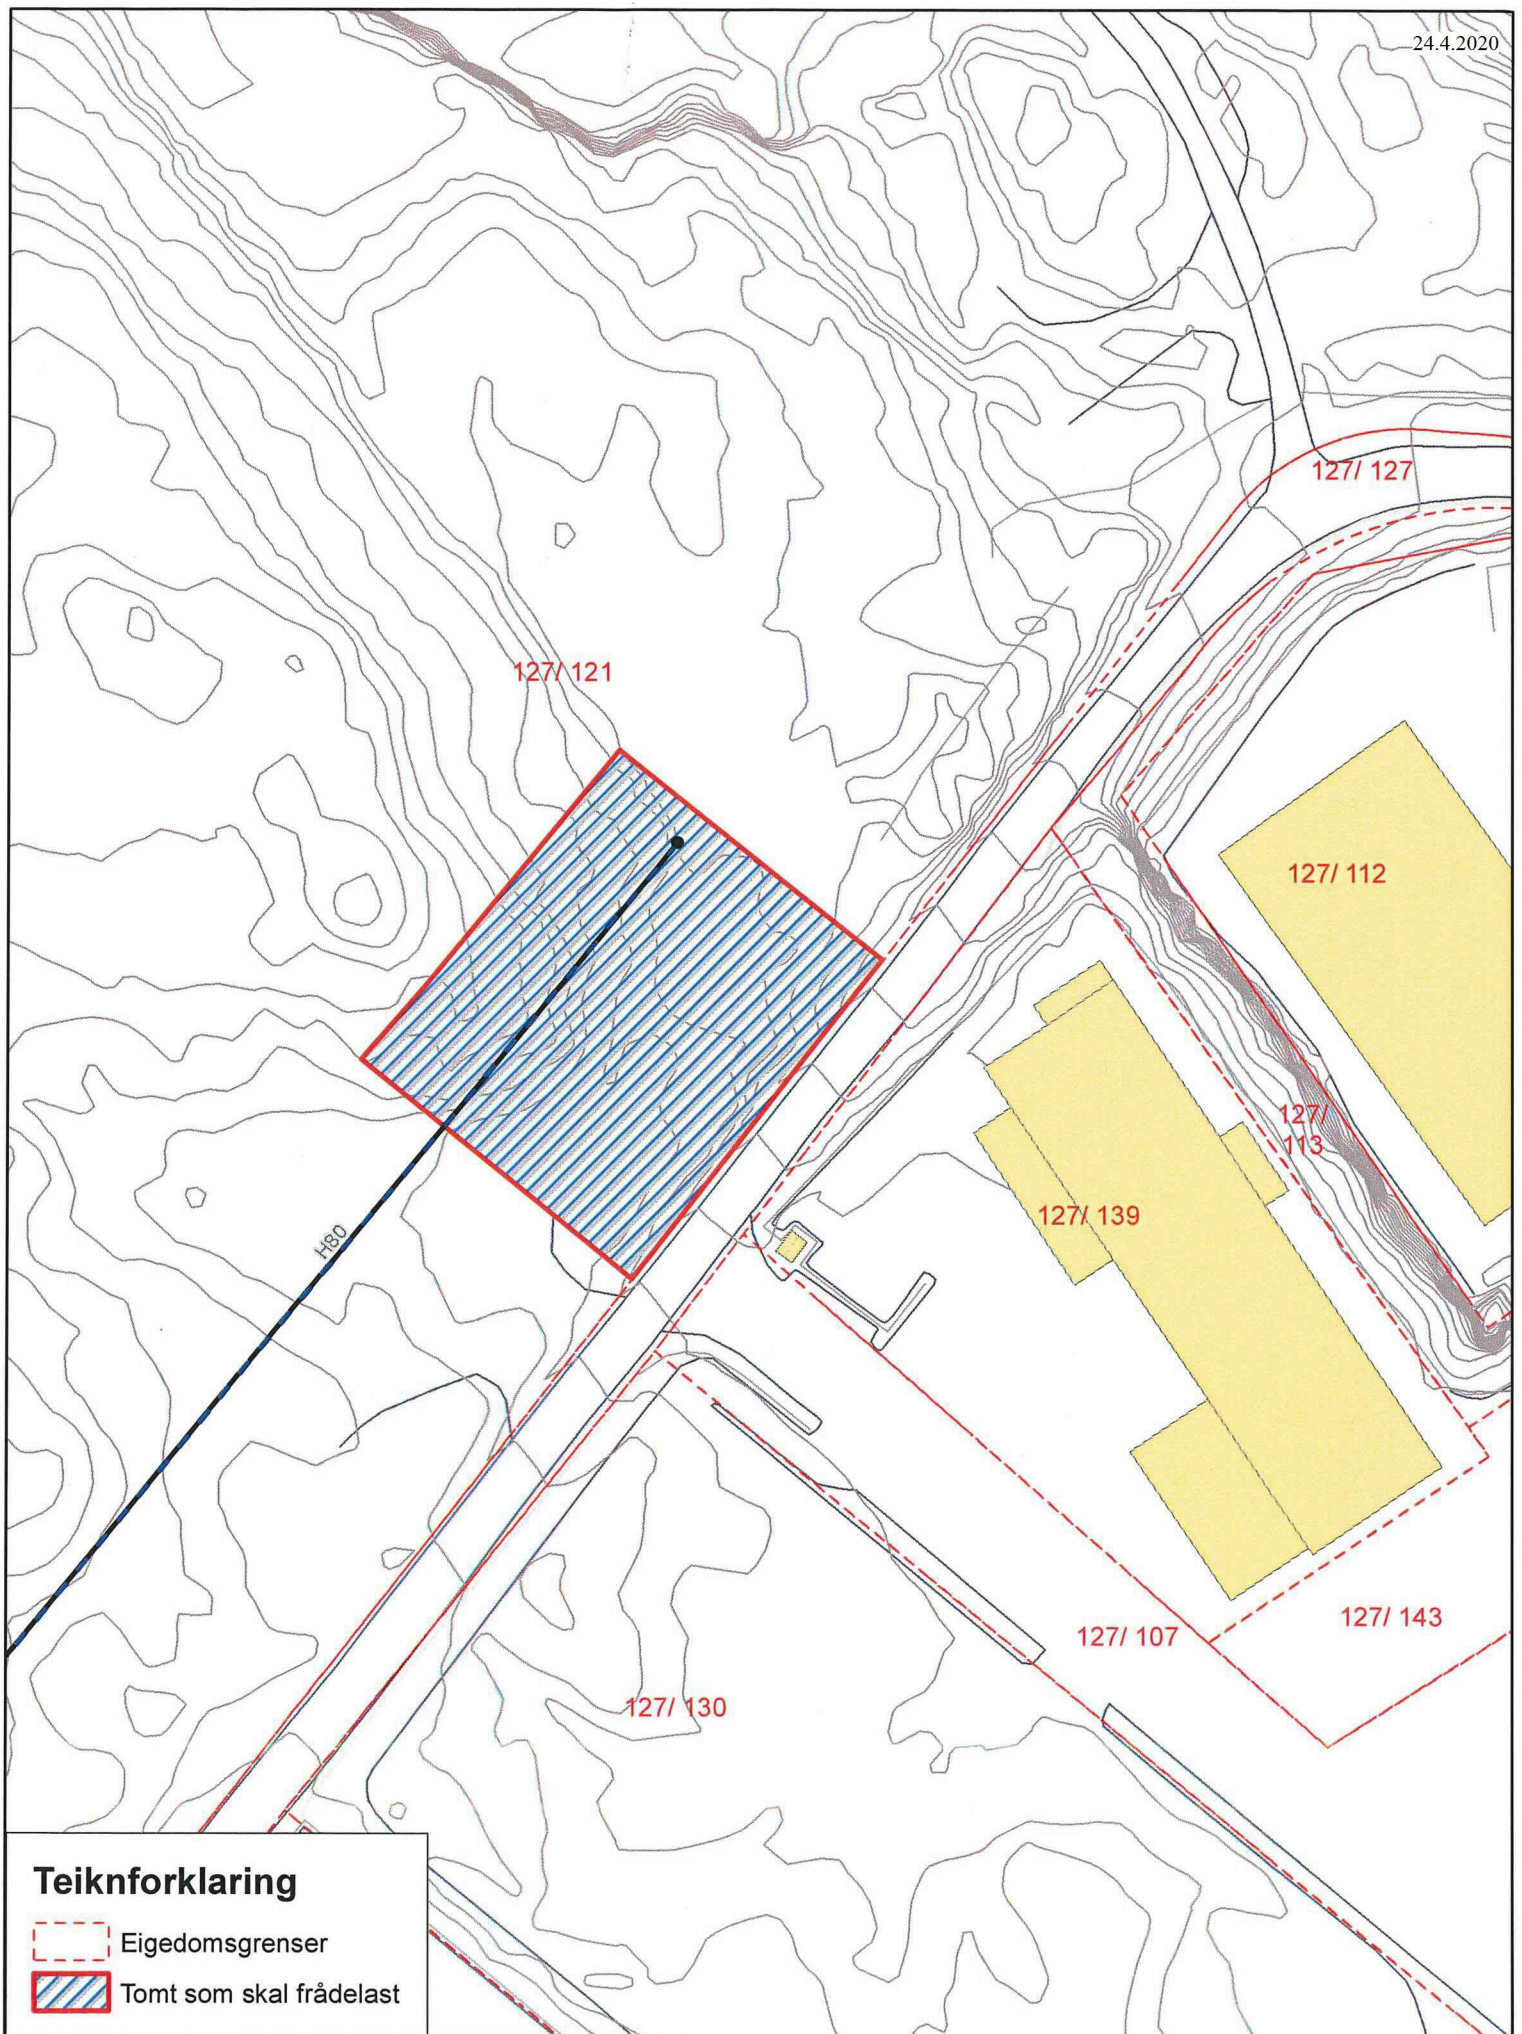 24.4.2020
127/ 127
127/ 121
127/ 112
127/
113
127/ 139
H80
127/ 143
127/ 107
127/ 130
Teiknforklaring
Eigedomsgrenser
Tomt som skal frådelast